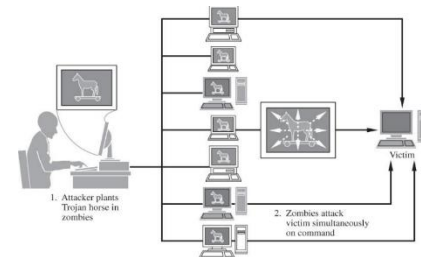 Victim
1. Attacker plants
Trojan horse in
zombies
2. Zombies attack
victim simultaneously
on command